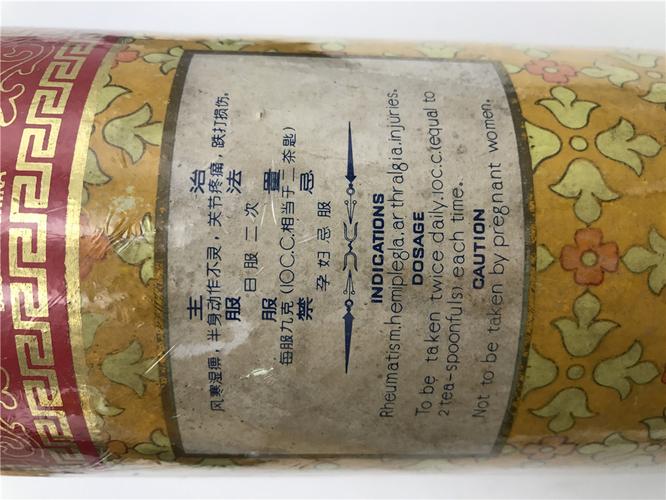 主治
风寒湿痹，半身动作不灵，关节疼痛，跌打损伤。
服法
日服二次
服量
每服九克(10C.C.相当于二茶匙)
禁忌
孕妇忌服
INDICATIONS
Rheumatism.hemiplegla.ar thralgia.injuries.
DOSAGE
To be taken twice daily.10c.c.(equal to
2 tea-spoonfuls) each time.
CAUTION
Not to be taken by pregnant women.